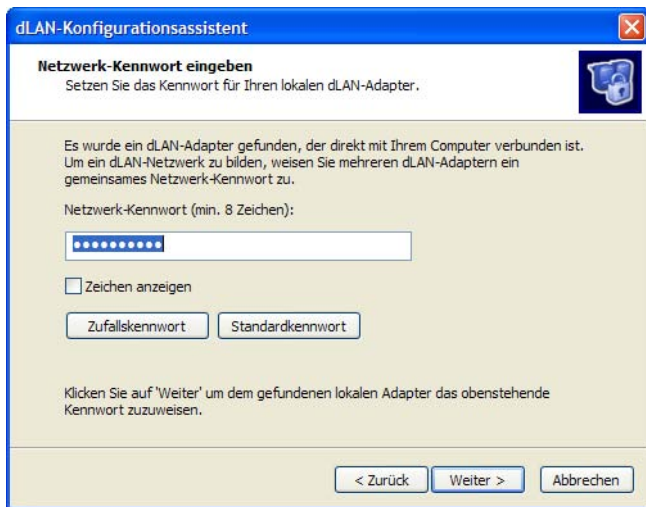 dLAN-Konfigurationsassistent
Netzwerk-Kennwort eingeben
Setzen Sie das Kennwort für Ihren lokalen dLAN-Adapter.
Es wurde ein dLAN-Adapter gefunden, der direkt mit Ihrem Computer verbunden ist.
Um ein dLAN-Netzwerk zu bilden, weisen Sie mehreren dLAN-Adaptern ein
gemeinsames Netzwerk-Kennwort zu.
Netzwerk-Kennwort (min. 8 Zeichen):
●●●●●●●●●●
Zeichen anzeigen
Zufallskennwort Standardkennwort
Klicken Sie auf 'Weiter' um dem gefundenen lokalen Adapter das obenstehende
Kennwort zuzuweisen.
< Zurück Weiter > Abbrechen